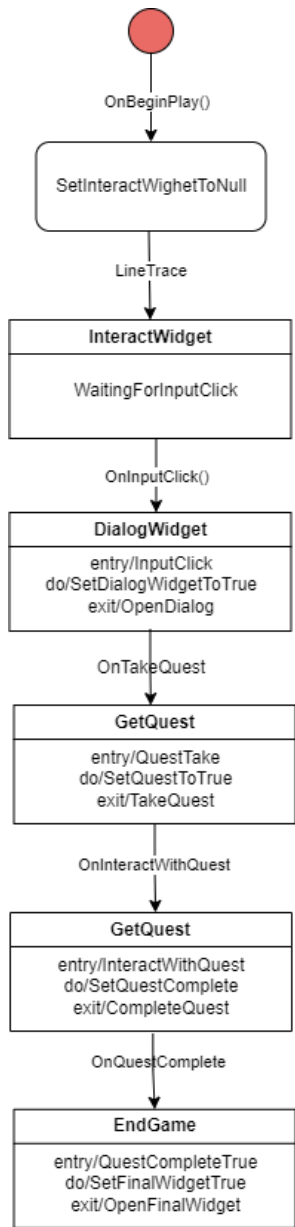 OnBeginPlay()
SetInteractWighetToNull
LineTrace
InteractWidget
WaitingForInputClick
OnInputClick()
DialogWidget
entry/InputClick
do/SetDialogWidgetToTrue
exit/OpenDialog
OnTakeQuest
GetQuest
entry/QuestTake
do/SetQuestToTrue
exit/TakeQuest
OnInteractWithQuest
GetQuest
entry/InteractWithQuest
do/SetQuestComplete
exit/CompleteQuest
OnQuestComplete
EndGame
entry/QuestCompleteTrue
do/SetFinalWidgetTrue
exit/OpenFinalWidget